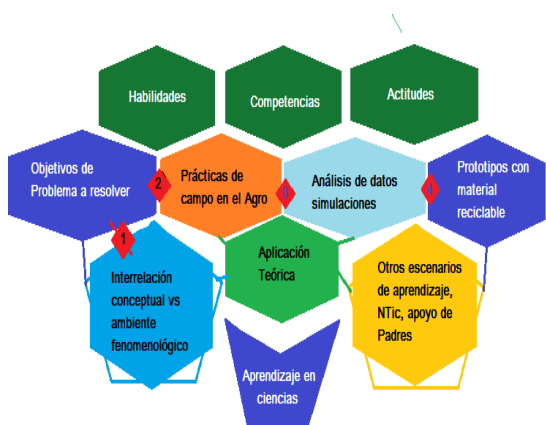 Habilidades
Competencias
Actitudes
Objetivos de
Problema a resolver
2
Prácticas de
campo en el Agro
3
Análisis de datos
simulaciones
4
Prototipos con
material
reciclable
1
Interrelación
conceptual vs
ambiente
fenomenológico
Aplicación
Teórica
Otros escenarios
de aprendizaje,
NTic, apoyo de
Padres
Aprendizaje en
ciencias